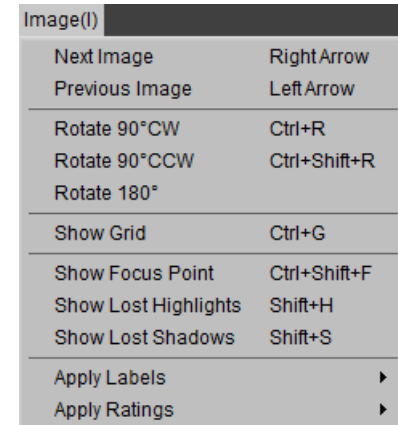 Image(I)
Next Image Right Arrow
Previous Image Left Arrow
Rotate 90°CW Ctrl+R
Rotate 90°CCW Ctrl+Shift+R
Rotate 180°
Show Grid Ctrl+G
Show Focus Point Ctrl+Shift+F
Show Lost Highlights Shift+H
Show Lost Shadows Shift+S
Apply Labels
Apply Ratings